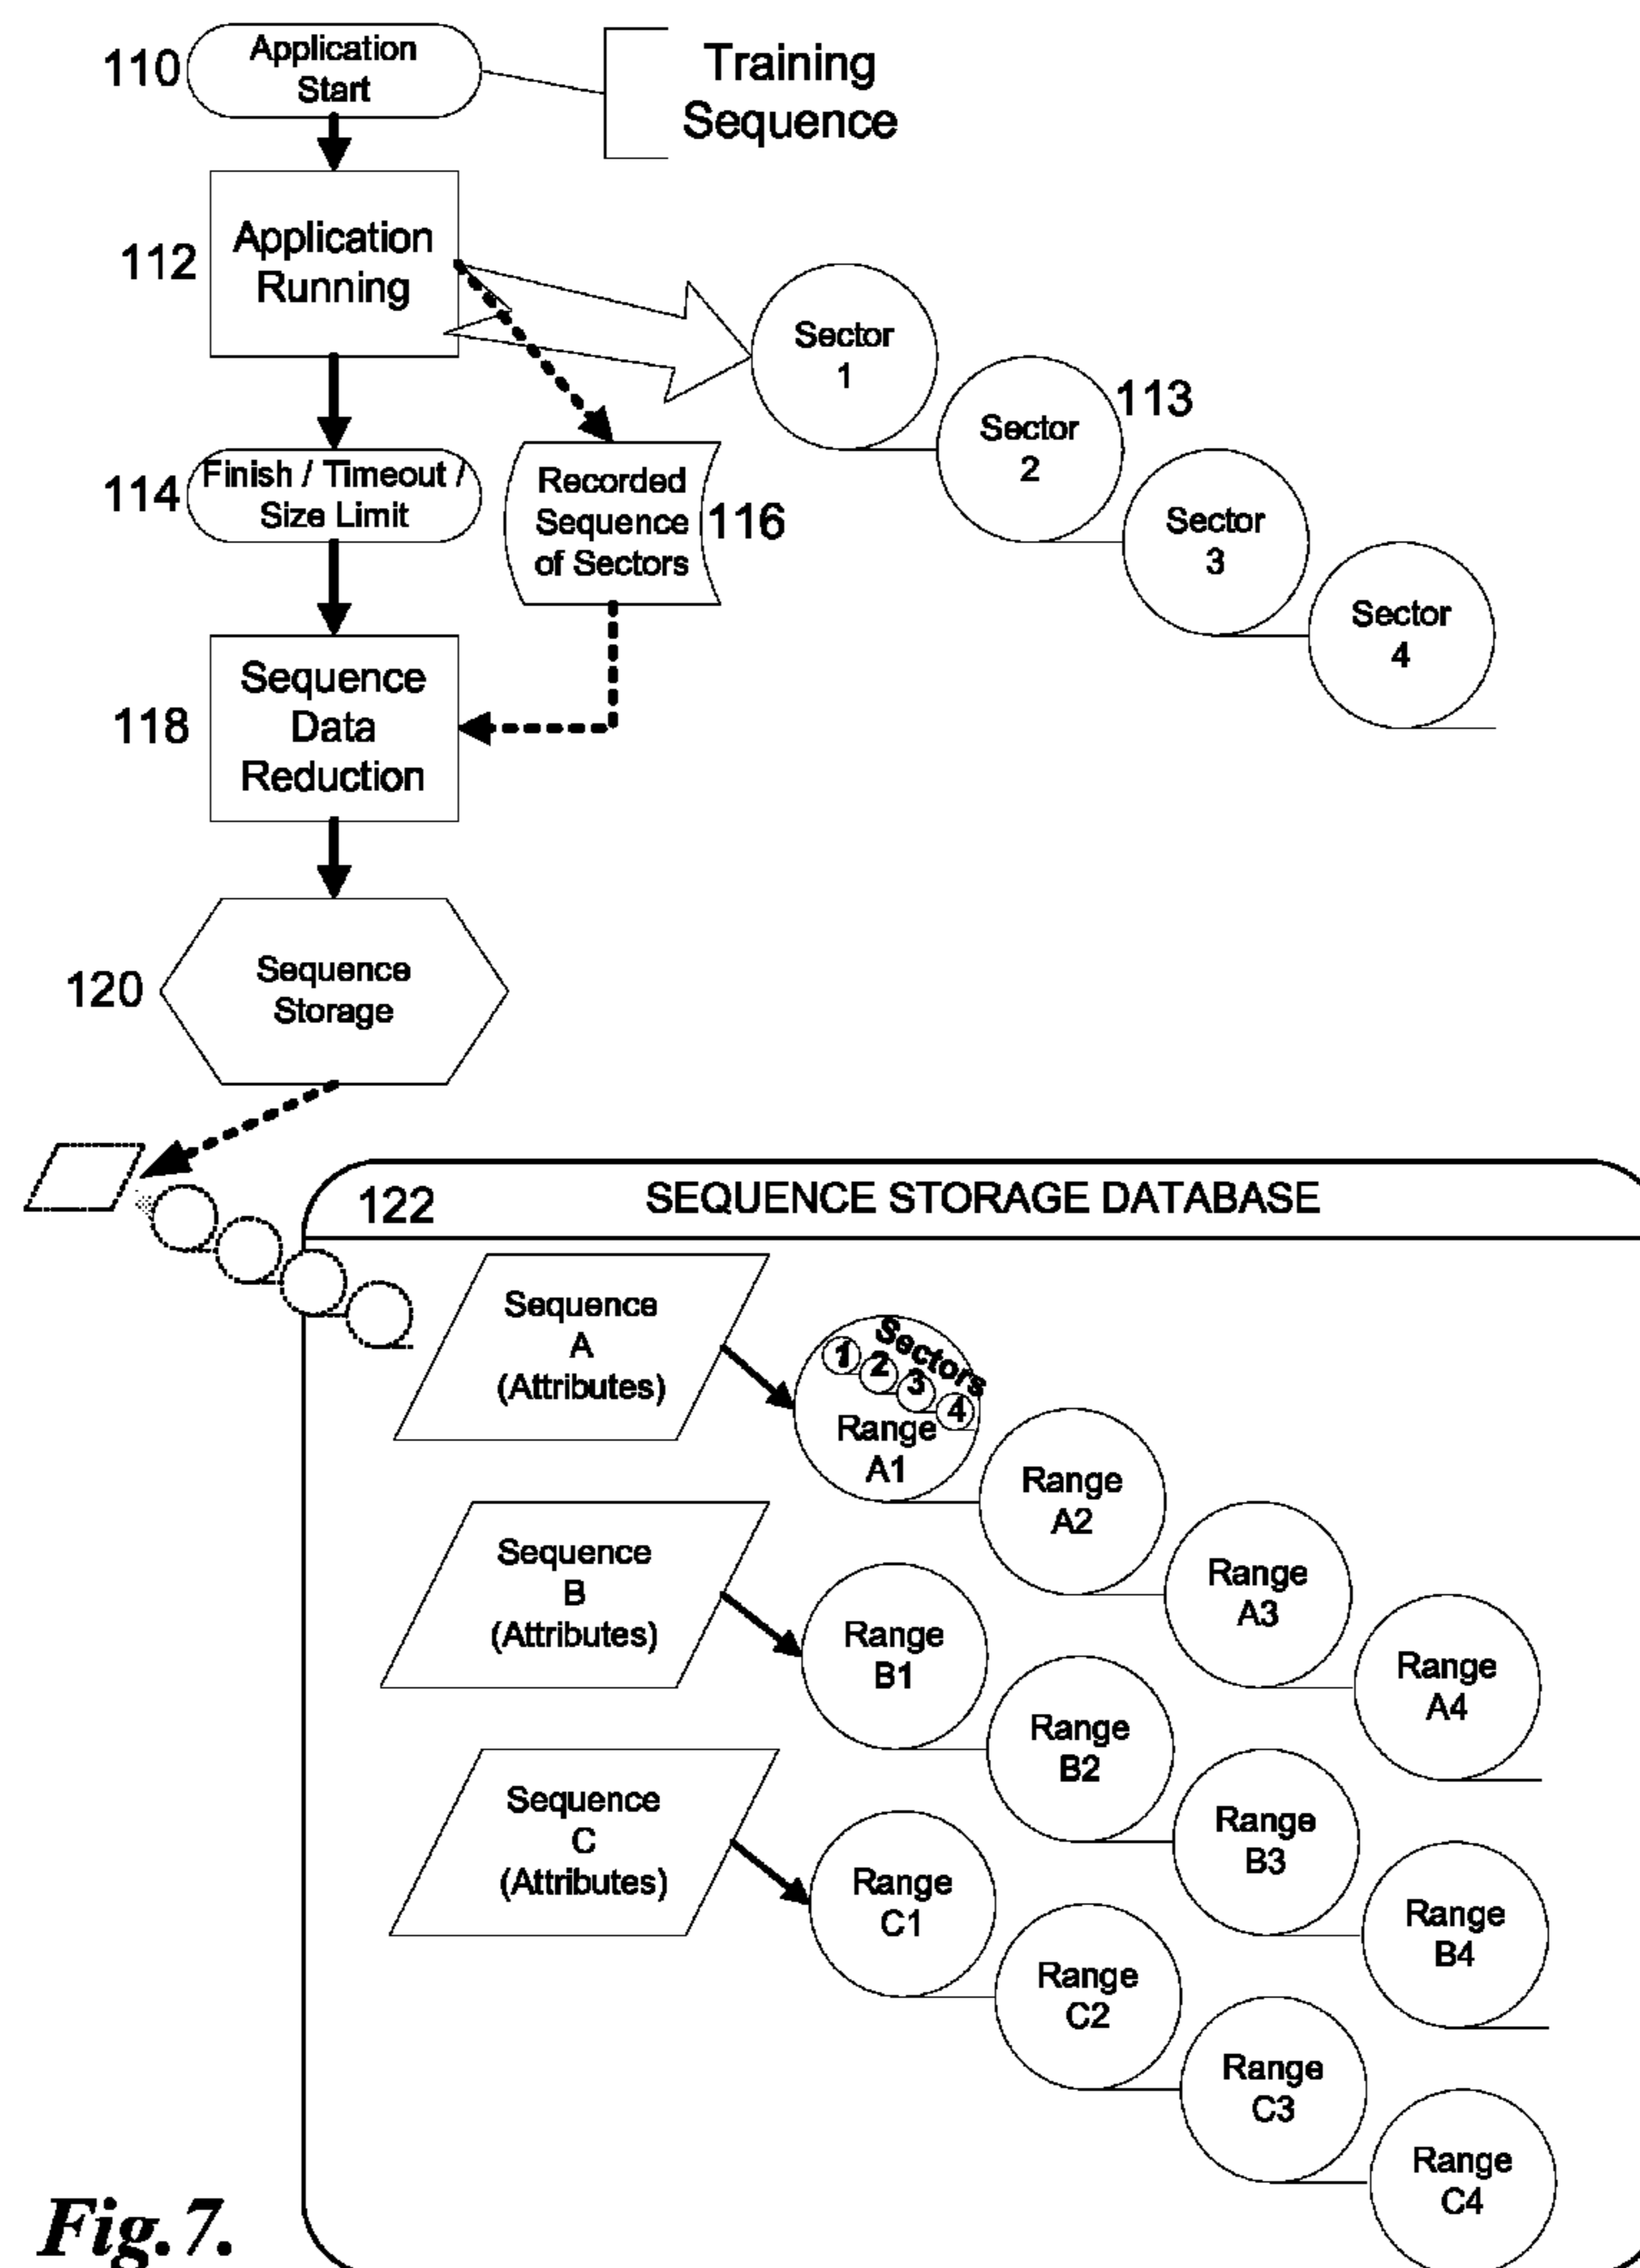 110
Application
Start
Training
Sequence
112
Application
Running
Sector
1
Sector
2
113
Sector
3
Sector
4
114
Finish / Timeout /
Size Limit
Recorded
Sequence
of Sectors
116
118
Sequence
Data
Reduction
120
Sequence
Storage
122
SEQUENCE STORAGE DATABASE
Sequence
A
(Attributes)
Sectors
1
2
3
4
Range
A1
Range
A2
Range
A3
Range
A4
Sequence
B
(Attributes)
Range
B1
Range
B2
Range
B3
Range
B4
Sequence
C
(Attributes)
Range
C1
Range
C2
Range
C3
Range
C4
Fig.7.